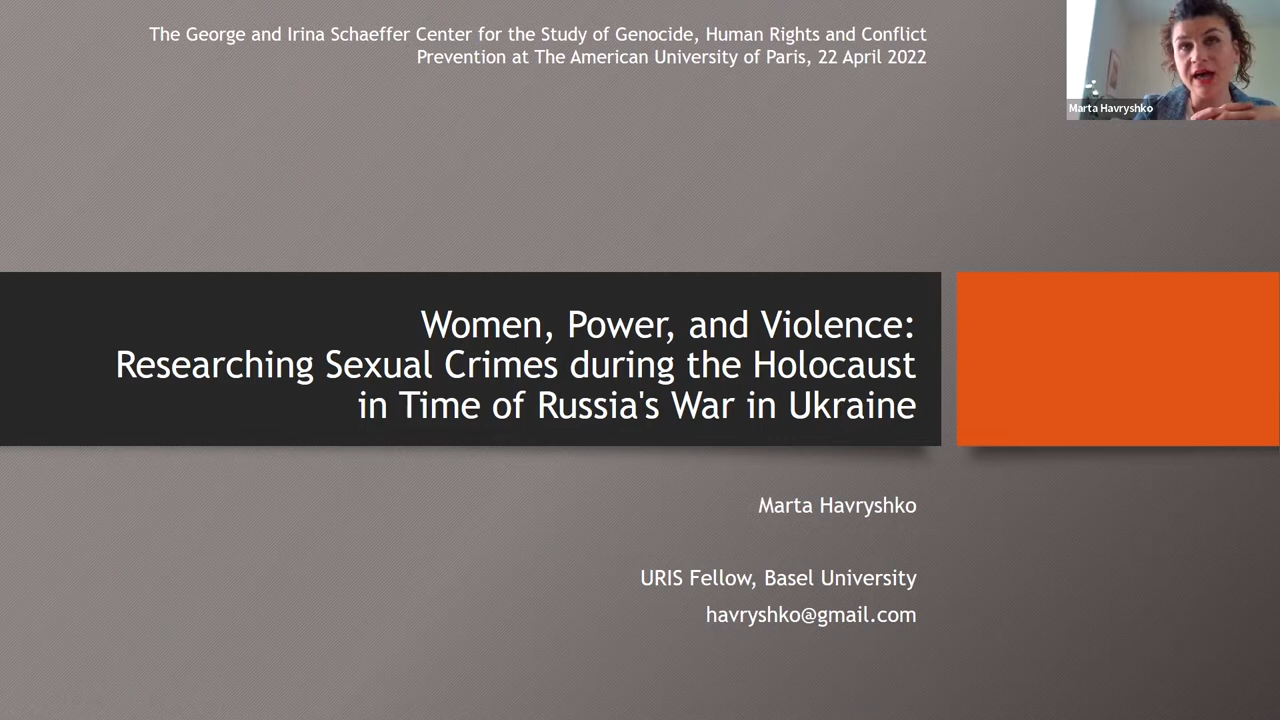 The George and Irina Schaeffer Center for the Study of Genocide, Human Rights and Conflict
Prevention at The American University of Paris, 22 April 2022
Marta Havryshko
Women, Power, and Violence:
Researching Sexual Crimes during the Holocaust
in Time of Russia's War in Ukraine
Marta Havryshko
URIS Fellow, Basel University
havryshko@gmail.com